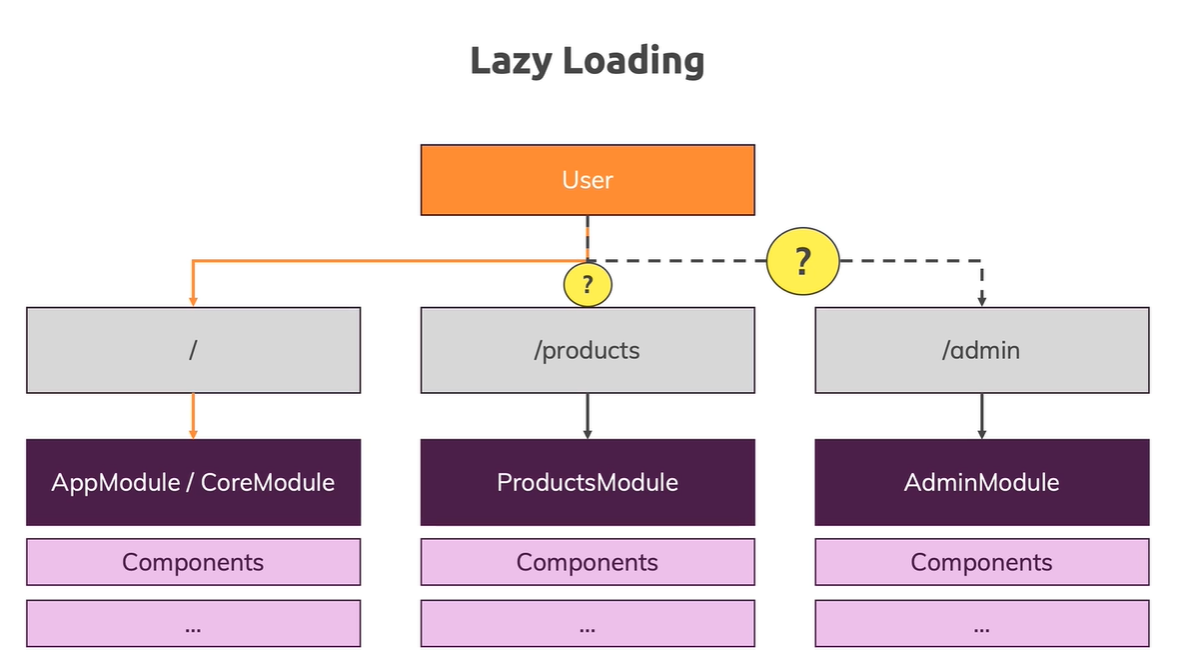 Lazy Loading
User
?
?
/
/products
/admin
AppModule / CoreModule
ProductsModule
AdminModule
Components
Components
Components
...
...
...